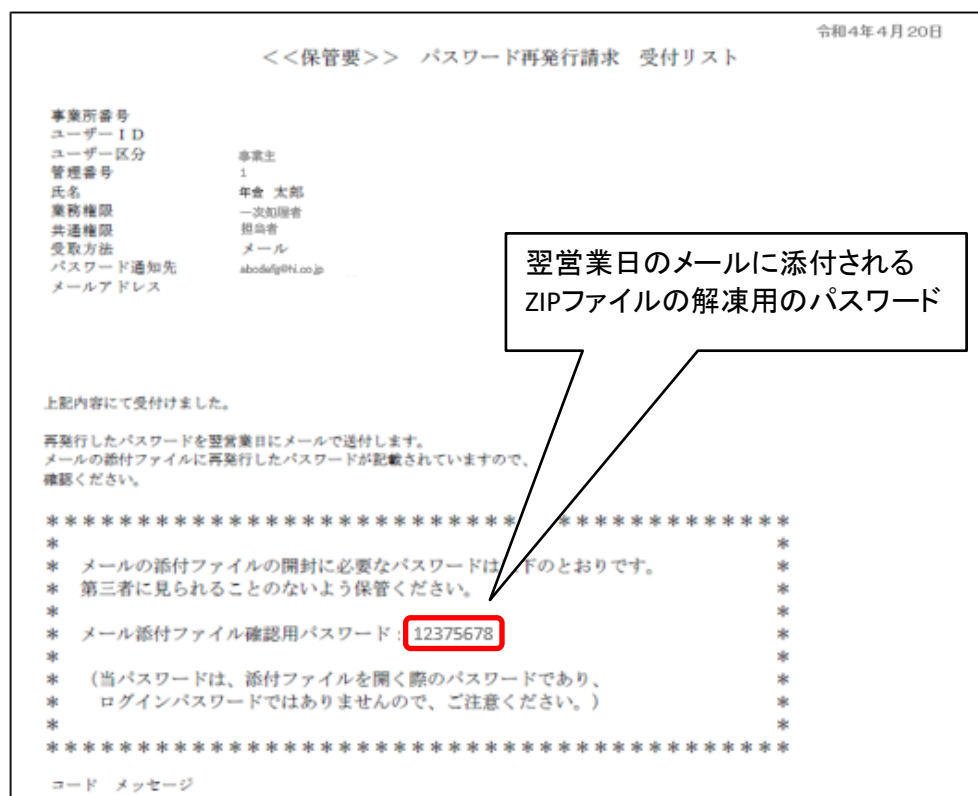 令和4年4月20日
<<保管要>> パスワード再発行請求 受付リスト
事業所番号
ユーザーID
ユーザー区分 事業主
管理番号 1
氏名 年金 太郎
業務権限 一次処理者
共通権限 担当者
受取方法 メール
パスワード通知先 abcdefg@hi.co.jp
メールアドレス
翌営業日のメールに添付される
ZIPファイルの解凍用のパスワード
上記内容にて受付けました。
再発行したパスワードを翌営業日にメールで送付します。
メールの添付ファイルに再発行したパスワードが記載されていますので、
確認ください。
＊＊＊＊＊＊＊＊＊＊＊＊＊＊＊＊＊＊＊＊＊＊＊＊＊＊ ＊＊＊＊＊＊＊＊＊＊＊＊＊
＊ ＊
＊ メールの添付ファイルの開封に必要なパスワードは 下のとおりです。 ＊
＊ 第三者に見られることのないよう保管ください。 ＊
＊ ＊
＊ メール添付ファイル確認用パスワード：12375678 ＊
＊ ＊
＊ （当パスワードは、添付ファイルを開く際のパスワードであり、 ＊
＊ ログインパスワードではありませんので、ご注意ください。） ＊
＊ ＊
＊＊＊＊＊＊＊＊＊＊＊＊＊＊＊＊＊＊＊＊＊＊＊＊＊＊＊＊＊＊＊＊＊＊＊＊＊＊＊＊＊
コード メッセージ